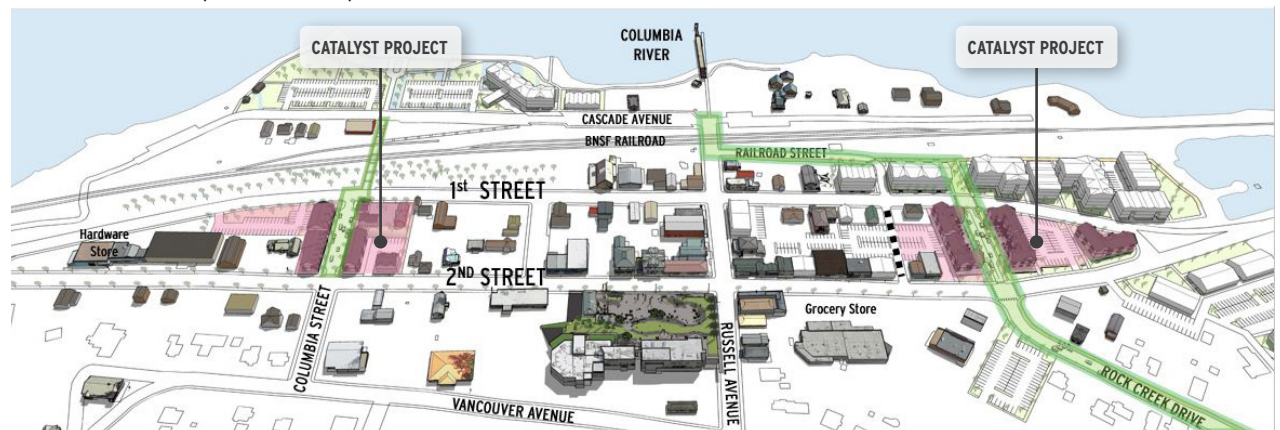 CATALYST PROJECT
COLUMBIA
RIVER
CATALYST PROJECT
CASCADE AVENUE
BNSF RAILROAD
RAILROAD STREET
1st STREET
Hardware
Store
2ND STREET
COLUMBIA STREET
Grocery Store
RUSSELL AVENUE
VANCOUVER AVENUE
ROCK CREEK DRIVE